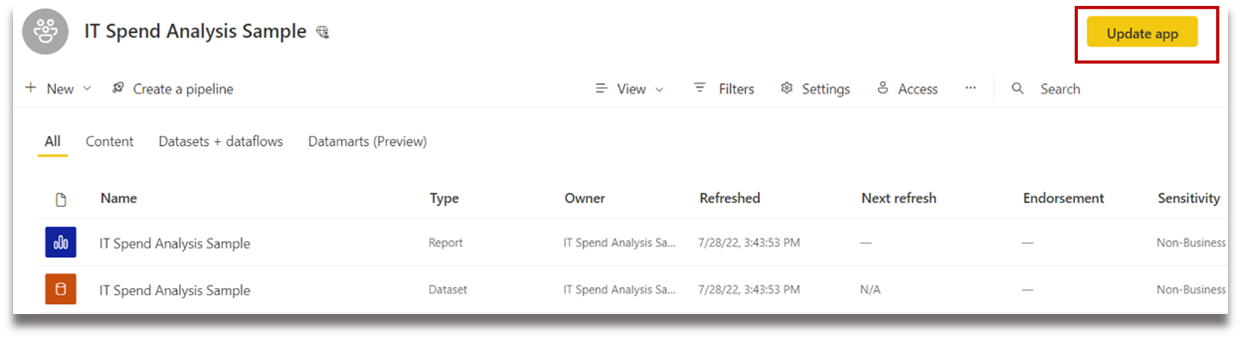 IT Spend Analysis Sample
Update app
+ New Create a pipeline View Filters Settings Access ... Search
All Content Datasets + dataflows Datamarts (Preview)
Name Type Owner Refreshed Next refresh Endorsement Sensitivity
IT Spend Analysis Sample Report IT Spend Analysis Sa... 7/28/22, 3:43:53 PM — — Non-Business
IT Spend Analysis Sample Dataset IT Spend Analysis Sa... 7/28/22, 3:43:53 PM N/A — Non-Business